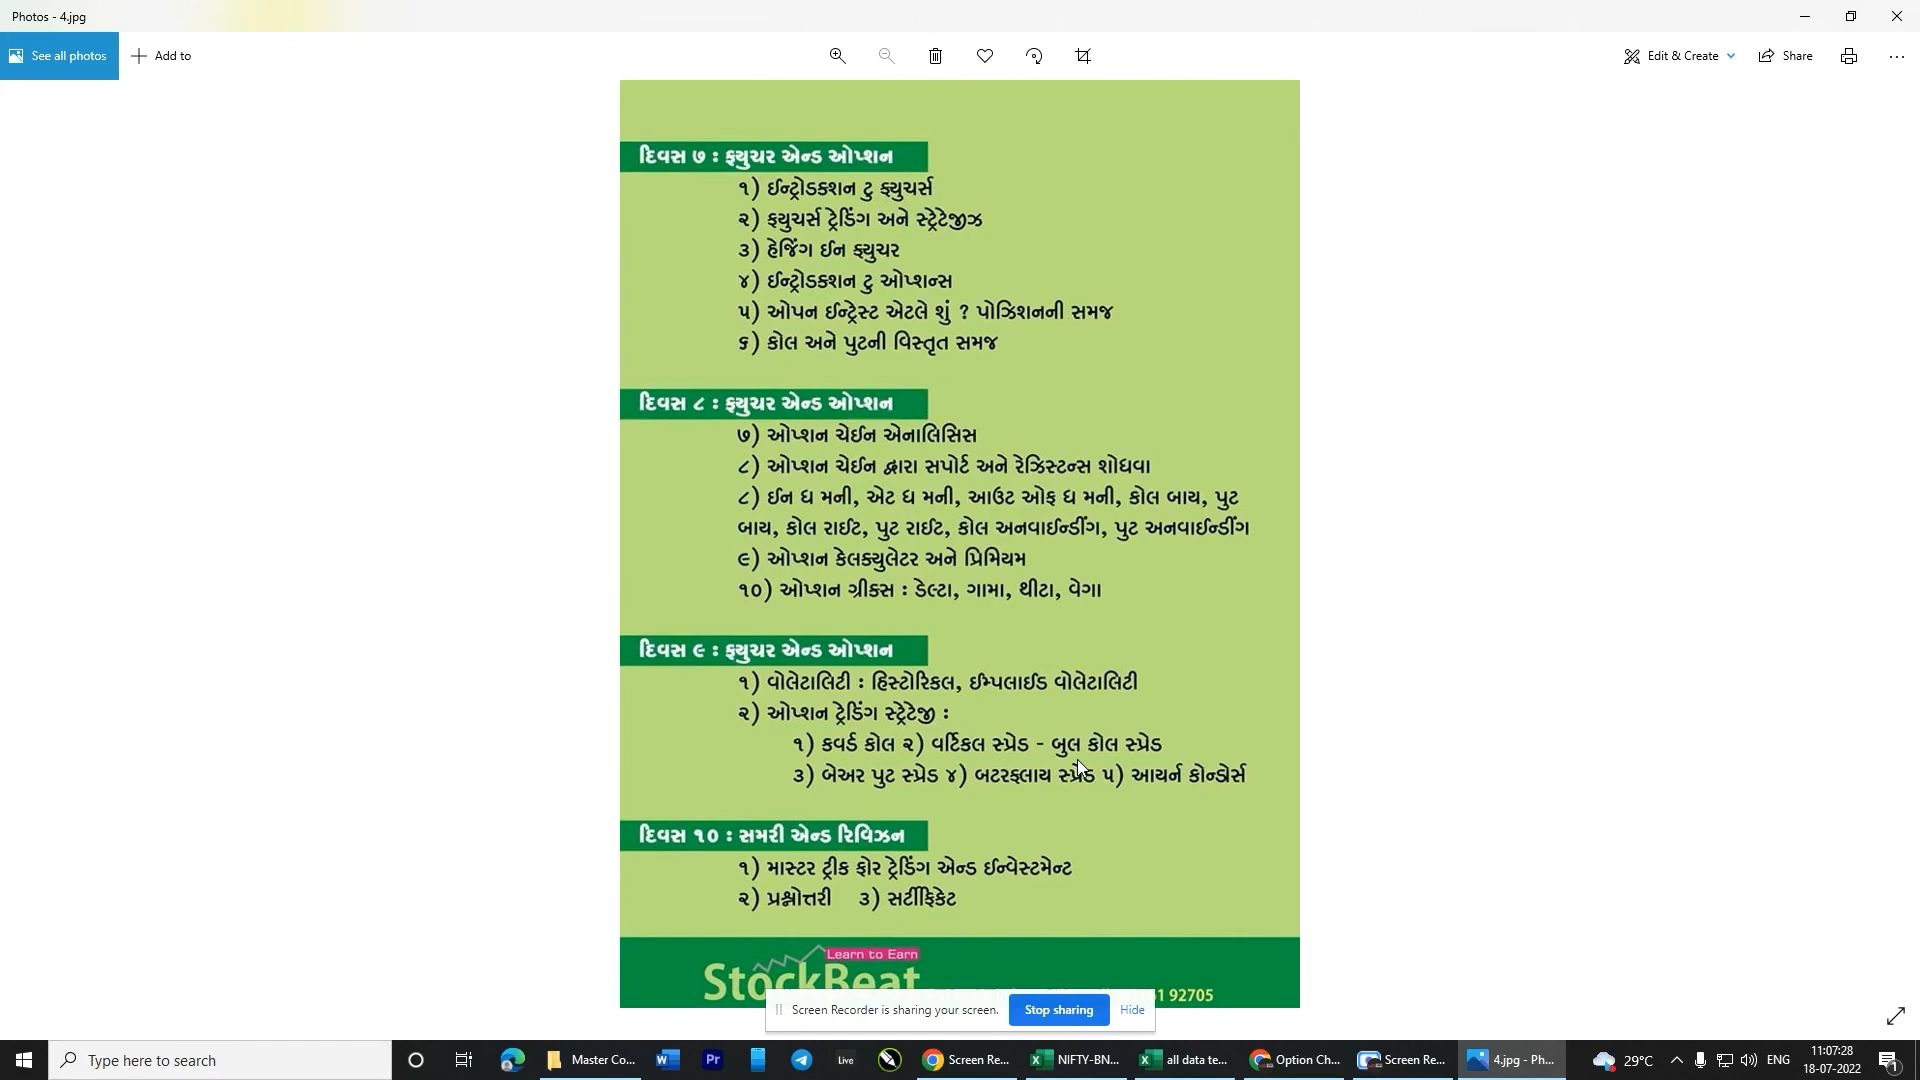 Photos - 4.jpg
See all photos
Add to
Edit & Create
Share
દિવસ ૭ : ફ્યુચર એન્ડ ઓપ્શન
૧) ઈન્ટ્રોડક્શન ટુ ફ્યુચર્સ
૨) ફ્યુચર્સ ટ્રેડિંગ અને સ્ટ્રેટેજીઝ
૩) હેજિંગ ઈન ફ્યુચર
૪) ઈન્ટ્રોડક્શન ટુ ઓપ્શન્સ
૫) ઓપન ઈન્ટ્રેસ્ટ એટલે શું ? પોઝિશનની સમજ
૬) કોલ અને પુટની વિસ્તૃત સમજ
દિવસ ૮ : ફ્યુચર એન્ડ ઓપ્શન
૭) ઓપ્શન ચેઈન એનાલિસિસ
૮) ઓપ્શન ચેઈન દ્વારા સપોર્ટ અને રેઝિસ્ટન્સ શોધવા
૮) ઈન ધ મની, એટ ધ મની, આઉટ ઓફ ધ મની, કોલ બાય, પુટ
બાય, કોલ રાઈટ, પુટ રાઈટ, કોલ અનવાઈન્ડીંગ, પુટ અનવાઈન્ડીંગ
૯) ઓપ્શન કેલક્યુલેટર અને પ્રિમિયમ
૧૦) ઓપ્શન ગ્રીક્સ : ડેલ્ટા, ગામા, થીટા, વેગા
દિવસ ૯ : ફ્યુચર એન્ડ ઓપ્શન
૧) વોલેટાલિટી : હિસ્ટોરિકલ, ઈમ્પલાઈડ વોલેટાલિટી
૨) ઓપ્શન ટ્રેડિંગ સ્ટ્રેટેજી :
૧) કવર્ડ કોલ ૨) વર્ટિકલ સ્પ્રેડ - બુલ કોલ સ્પ્રેડ
૩) બેઅર પુટ સ્પ્રેડ ૪) બટરફ્લાય સ્પ્રેડ ૫) આયર્ન કોન્ડોર્સ
દિવસ ૧૦ : સમરી એન્ડ રિવિઝન
૧) માસ્ટર ટ્રીક ફોર ટ્રેડિંગ એન્ડ ઈન્વેસ્ટમેન્ટ
૨) પ્રશ્નોત્તરી ૩) સર્ટીફિકેટ
Learn to Earn
StockBeat
92705
Screen Recorder is sharing your screen. Stop sharing Hide
Type here to search
Master Co...
Screen Re...
NIFTY-BN...
all data te...
Option Ch...
Screen Re...
4.jpg - Ph...
29°C
ENG
11:07:28
18-07-2022